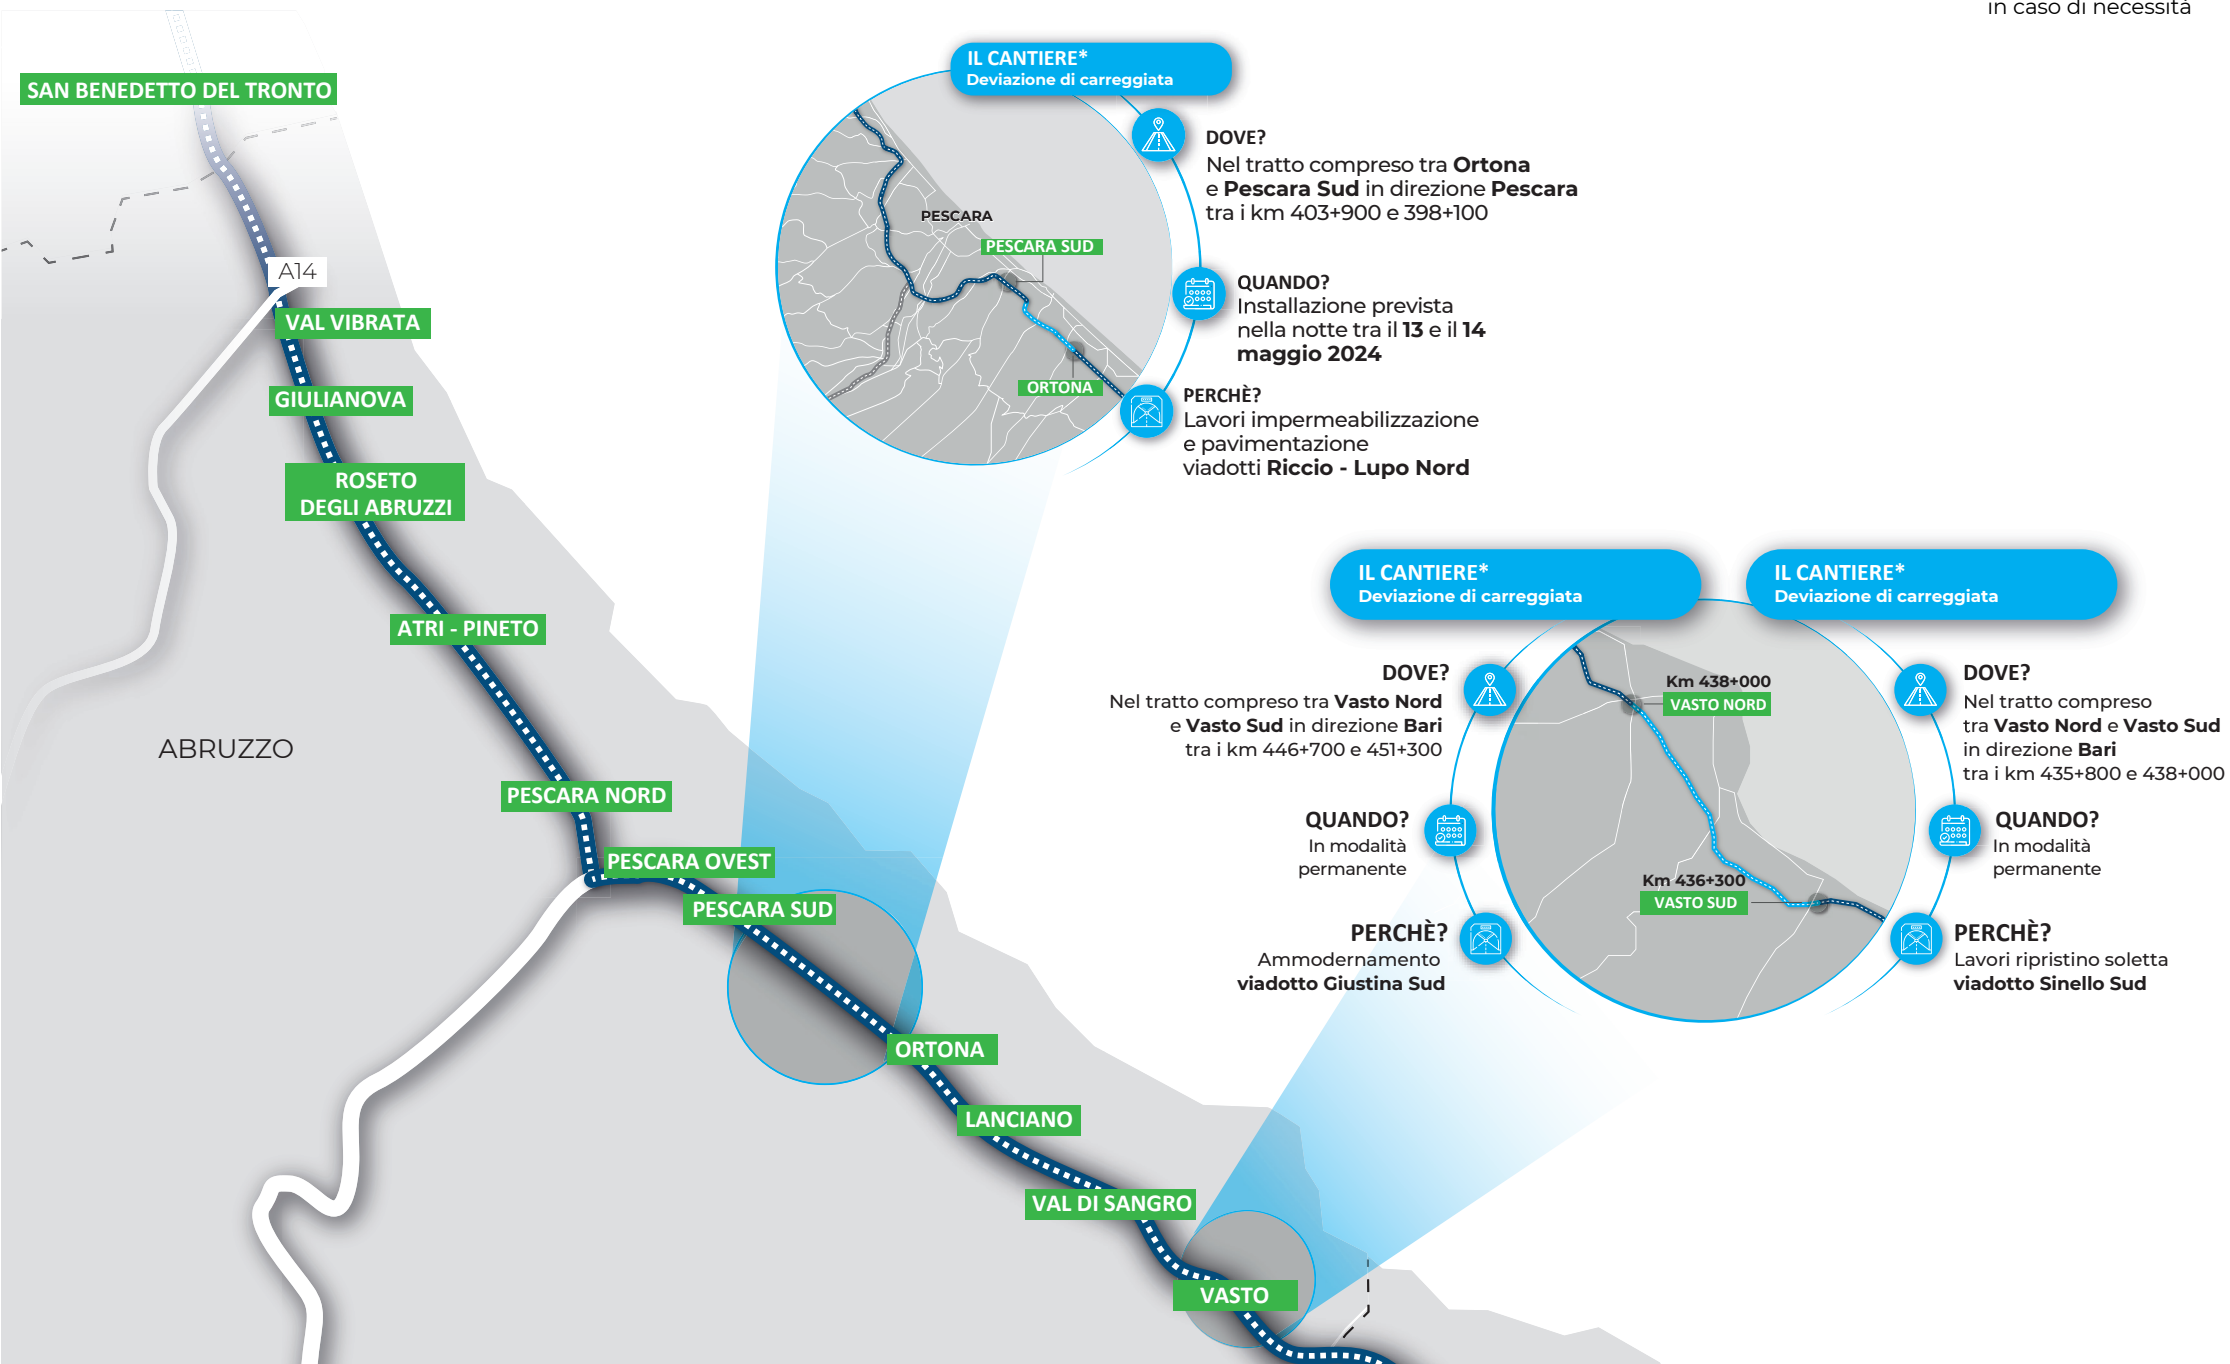 in caso di necessità
SAN BENEDETTO DEL TRONTO
A14
VAL VIBRATA
GIULIANOVA
ROSETO
DEGLI ABRUZZI
ATRI - PINETO
ABRUZZO
PESCARA NORD
PESCARA OVEST
PESCARA SUD
ORTONA
LANCIANO
VAL DI SANGRO
VASTO
IL CANTIERE*
Deviazione di carreggiata
PESCARA
PESCARA SUD
ORTONA
DOVE?
Nel tratto compreso tra Ortona
e Pescara Sud in direzione Pescara
tra i km 403+900 e 398+100
QUANDO?
Installazione prevista
nella notte tra il 13 e il 14
maggio 2024
PERCHÈ?
Lavori impermeabilizzazione
e pavimentazione
viadotti Riccio - Lupo Nord
IL CANTIERE*
Deviazione di carreggiata
DOVE?
Nel tratto compreso tra Vasto Nord
e Vasto Sud in direzione Bari
tra i km 446+700 e 451+300
QUANDO?
In modalità
permanente
PERCHÈ?
Ammodernamento
viadotto Giustina Sud
Km 438+000
VASTO NORD
Km 436+300
VASTO SUD
IL CANTIERE*
Deviazione di carreggiata
DOVE?
Nel tratto compreso
tra Vasto Nord e Vasto Sud
in direzione Bari
tra i km 435+800 e 438+000
QUANDO?
In modalità
permanente
PERCHÈ?
Lavori ripristino soletta
viadotto Sinello Sud